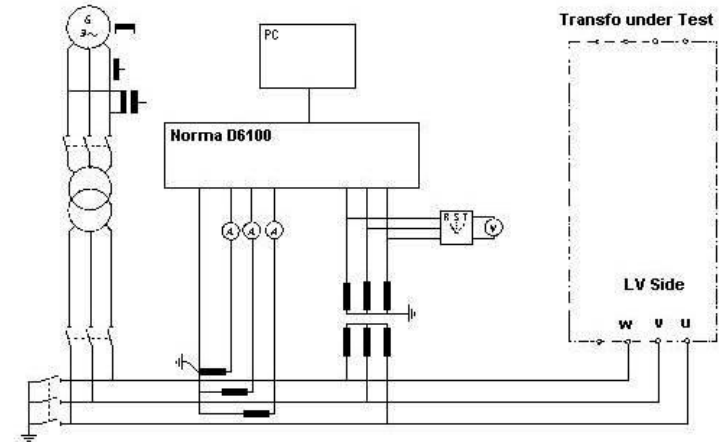 G
3~
PC
Transfo under Test
Norma D6100
A A A
R S T
V
LV Side
w v u